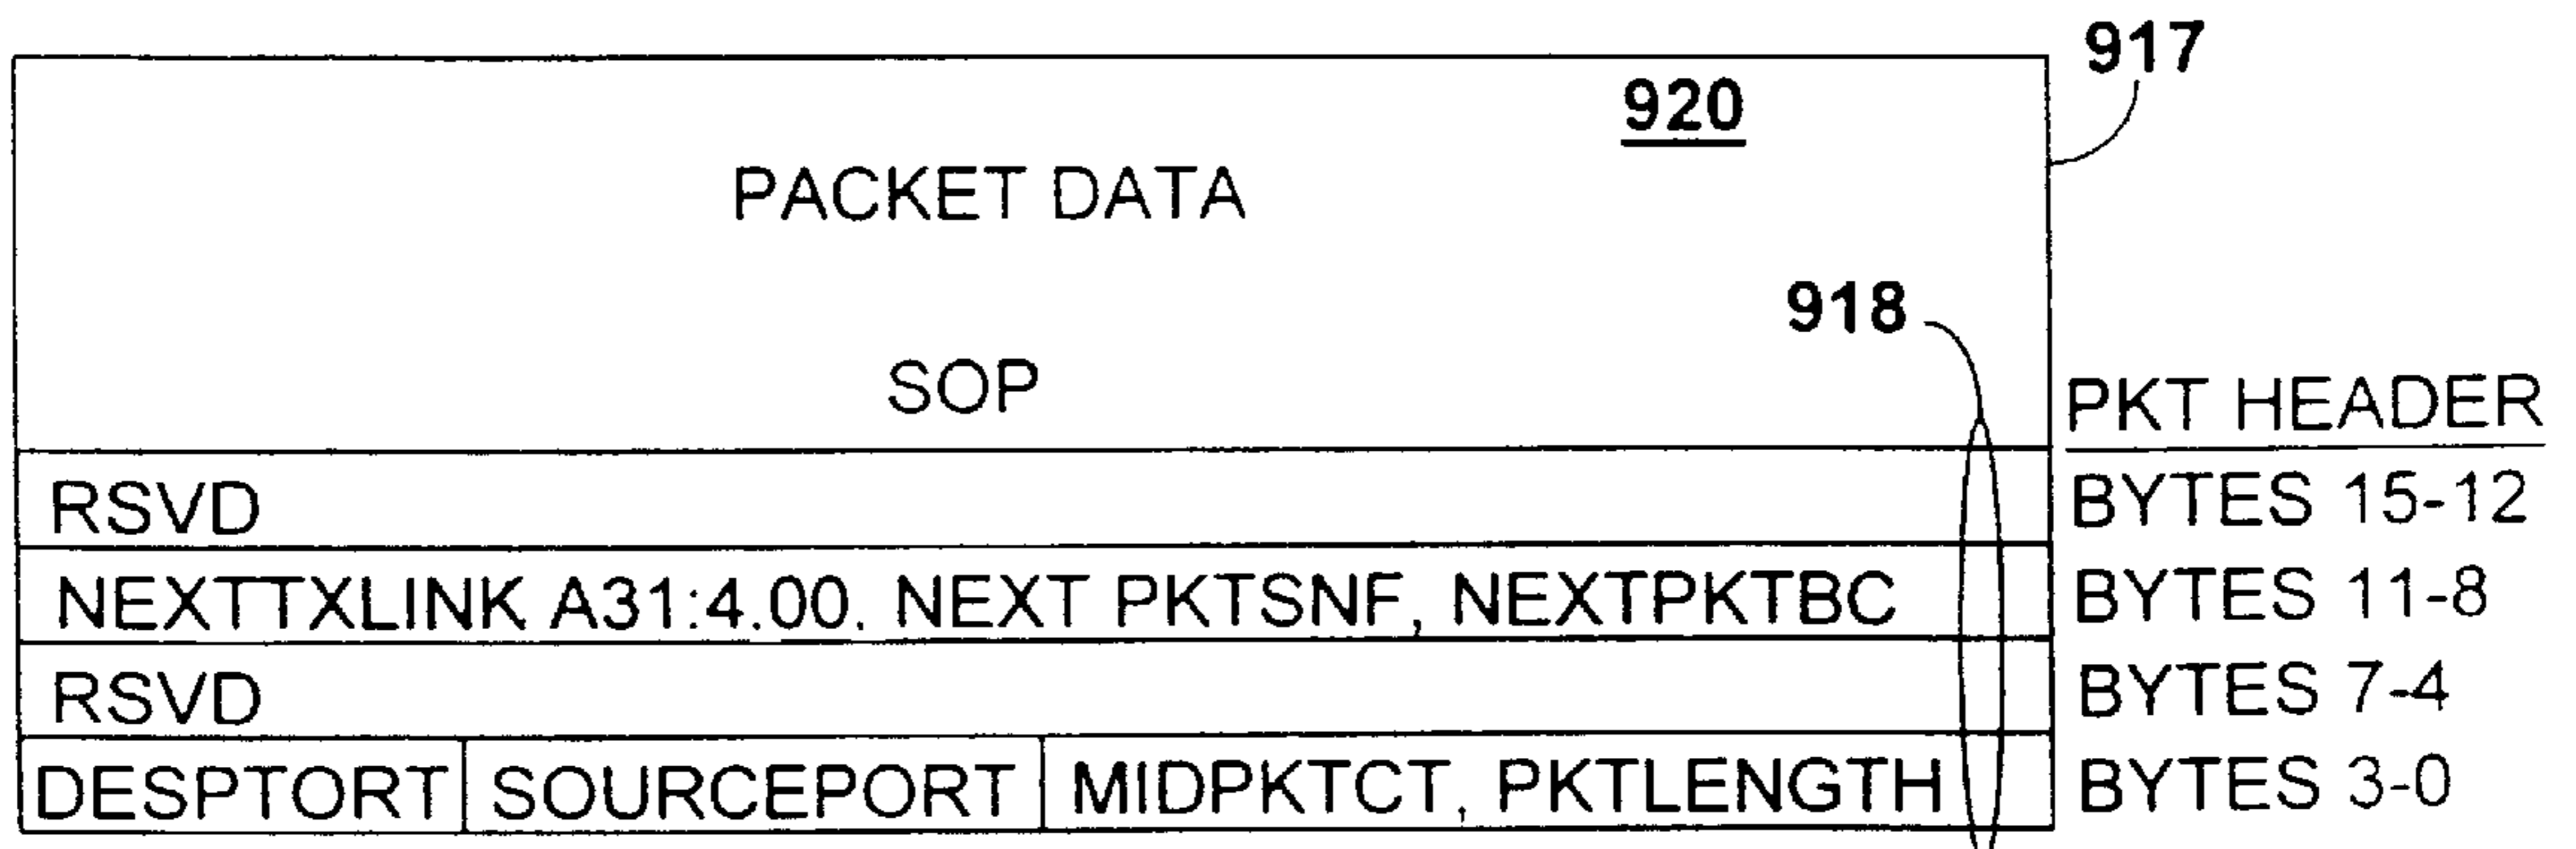 917
920
PACKET DATA
918
SOP
PKT HEADER
RSVD BYTES 15-12
NEXTTXLINK A31:4.00. NEXT PKTSNF, NEXTPKTBC BYTES 11-8
RSVD BYTES 7-4
DESPTORT SOURCEPORT MIDPKTCT, PKTLENGTH BYTES 3-0